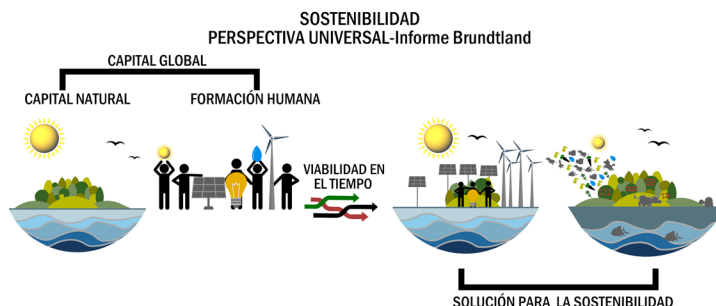 SOSTENIBILIDAD
PERSPECTIVA UNIVERSAL-Informe Brundtland
CAPITAL GLOBAL
CAPITAL NATURAL
FORMACIÓN HUMANA
VIABILIDAD EN
EL TIEMPO
SOLUCIÓN PARA LA SOSTENIBILIDAD